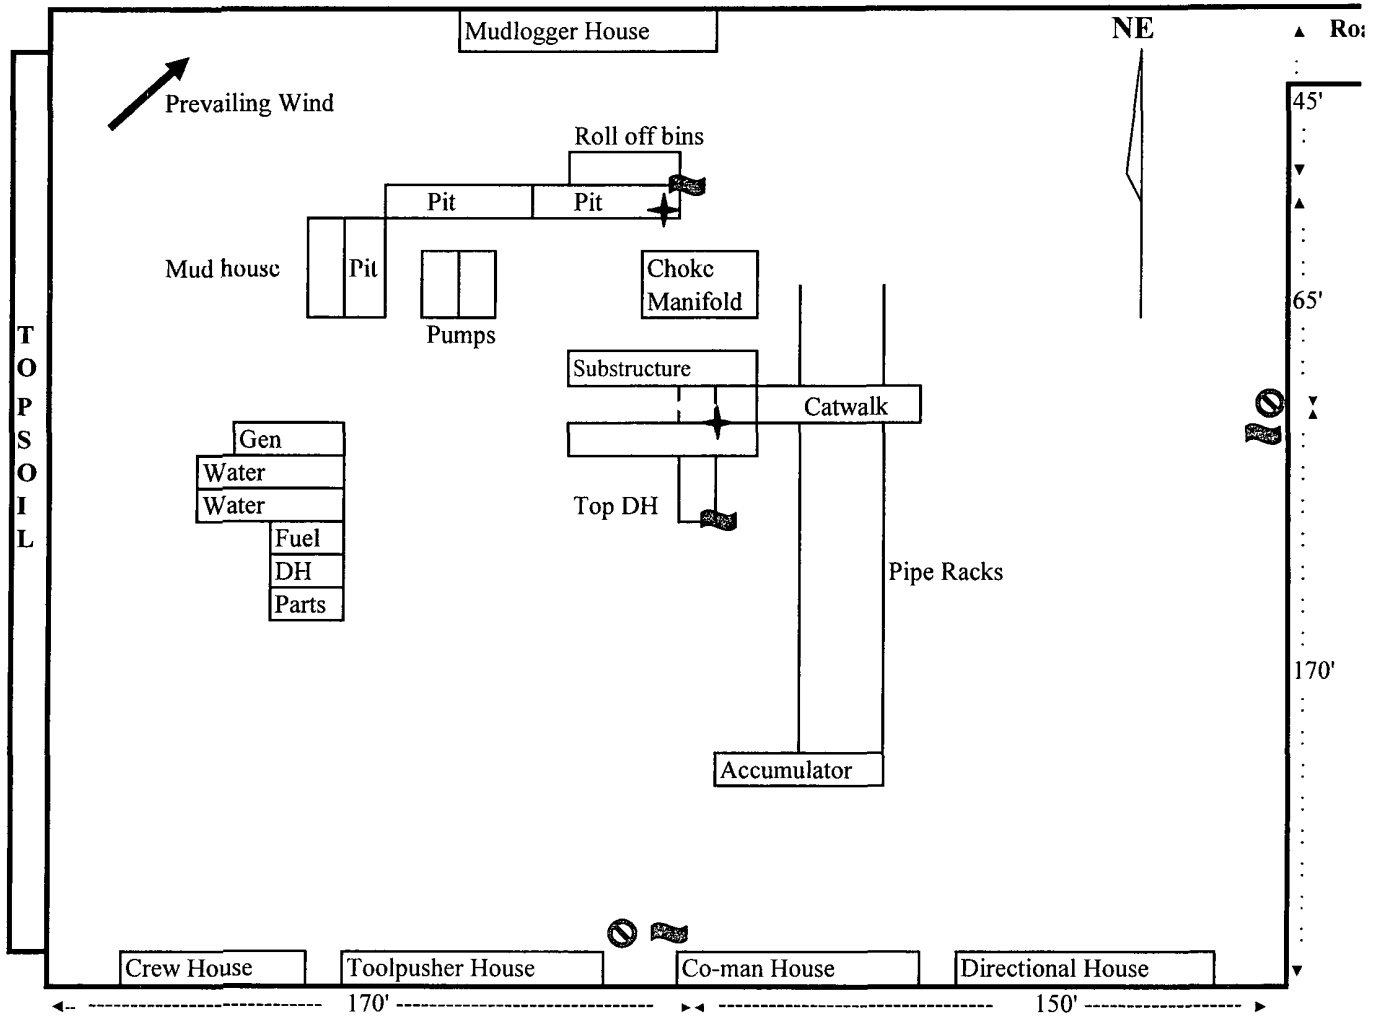 Mudlogger House
NE
Prevailing Wind
45'
Roll off bins
Pit
Pit
Mud house
Pit
Choke
Manifold
65'
Pumps
TOPSOIL
Substructure
Catwalk
Gen
Water
Water
Top DH
Fuel
DH
Pipe Racks
Parts
170'
Accumulator
Crew House
Toolpusher House
Co-man House
Directional House
170'
150'